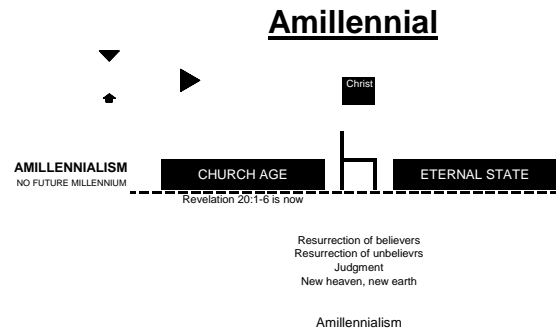 Amillennial
Christ
AMILLENNIALISM
NO FUTURE MILLENNIUM
CHURCH AGE
ETERNAL STATE
Revelation 20:1-6 is now
Resurrection of believers
Resurrection of unbelievrs
Judgment
New heaven, new earth
Amillennialism